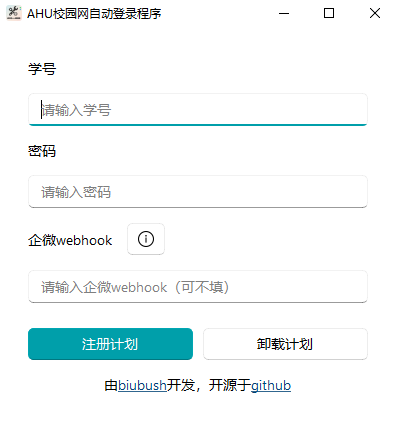 AHU校园网自动登录程序
学号
请输入学号
密码
请输入密码
企微webhook
请输入企微webhook（可不填）
注册计划 卸载计划
由biubush开发，开源于github